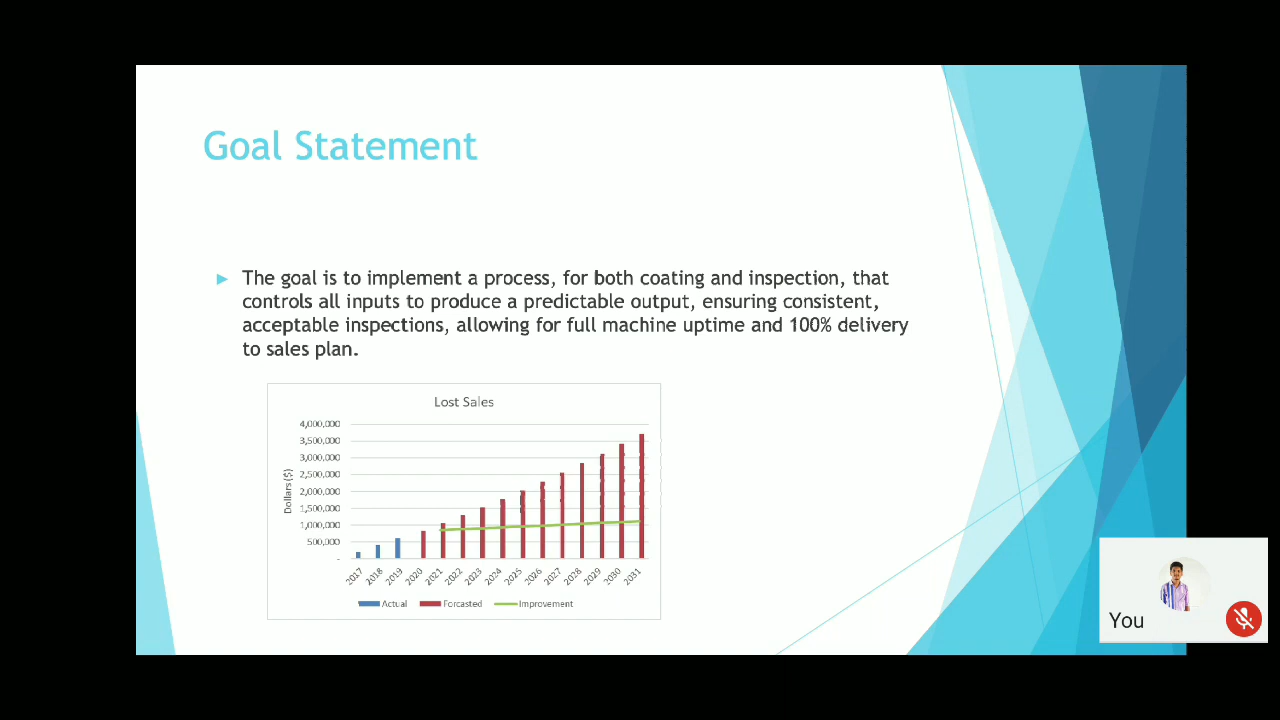 Goal Statement
The goal is to implement a process, for both coating and inspection, that
controls all inputs to produce a predictable output, ensuring consistent,
acceptable inspections, allowing for full machine uptime and 100% delivery
to sales plan.
Lost Sales
Dollars ($)
4,000,000
3,500,000
3,000,000
2,500,000
2,000,000
1,500,000
1,000,000
500,000
-
2017 2018 2019 2020 2021 2022 2023 2024 2025 2026 2027 2028 2029 2030 2031
Actual Forcasted Improvement
You